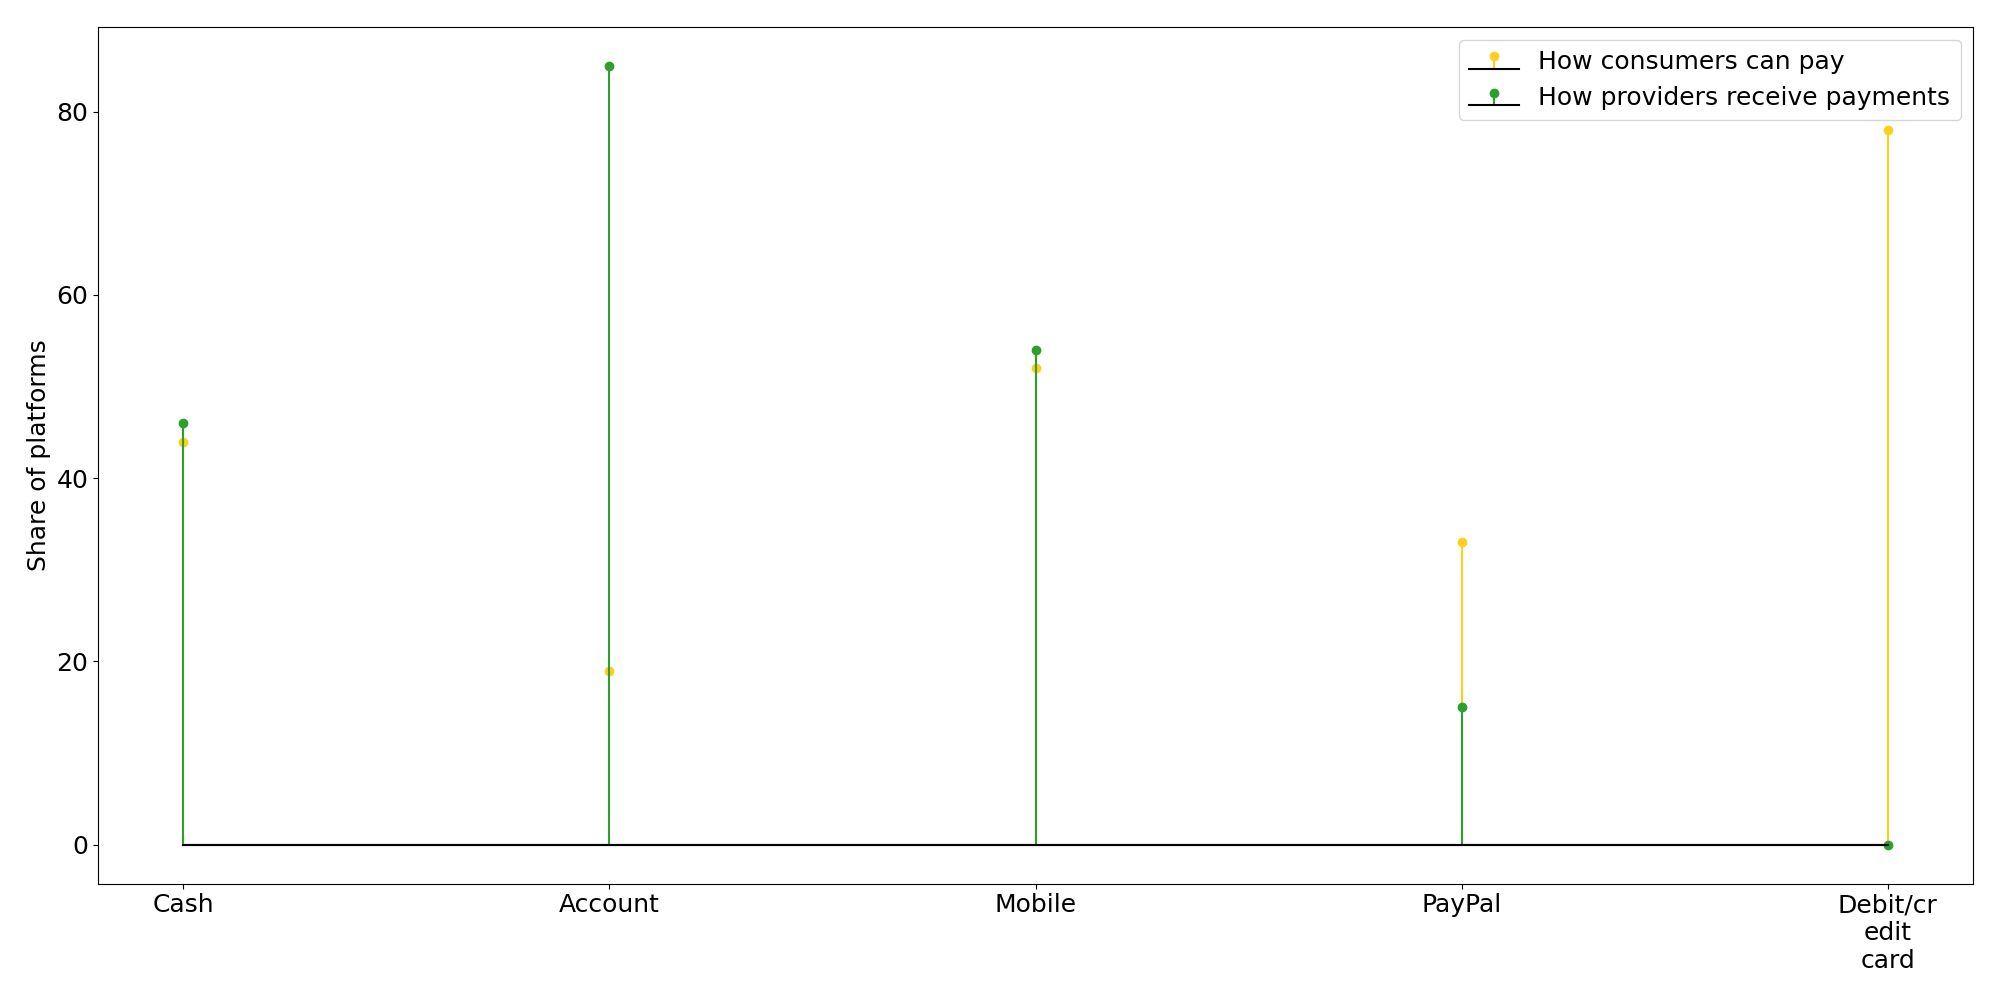 How consumers can pay
How providers receive payments
Share of platforms
80
60
40
20
0
Cash
Account
Mobile
PayPal
Debit/cr
edit
card